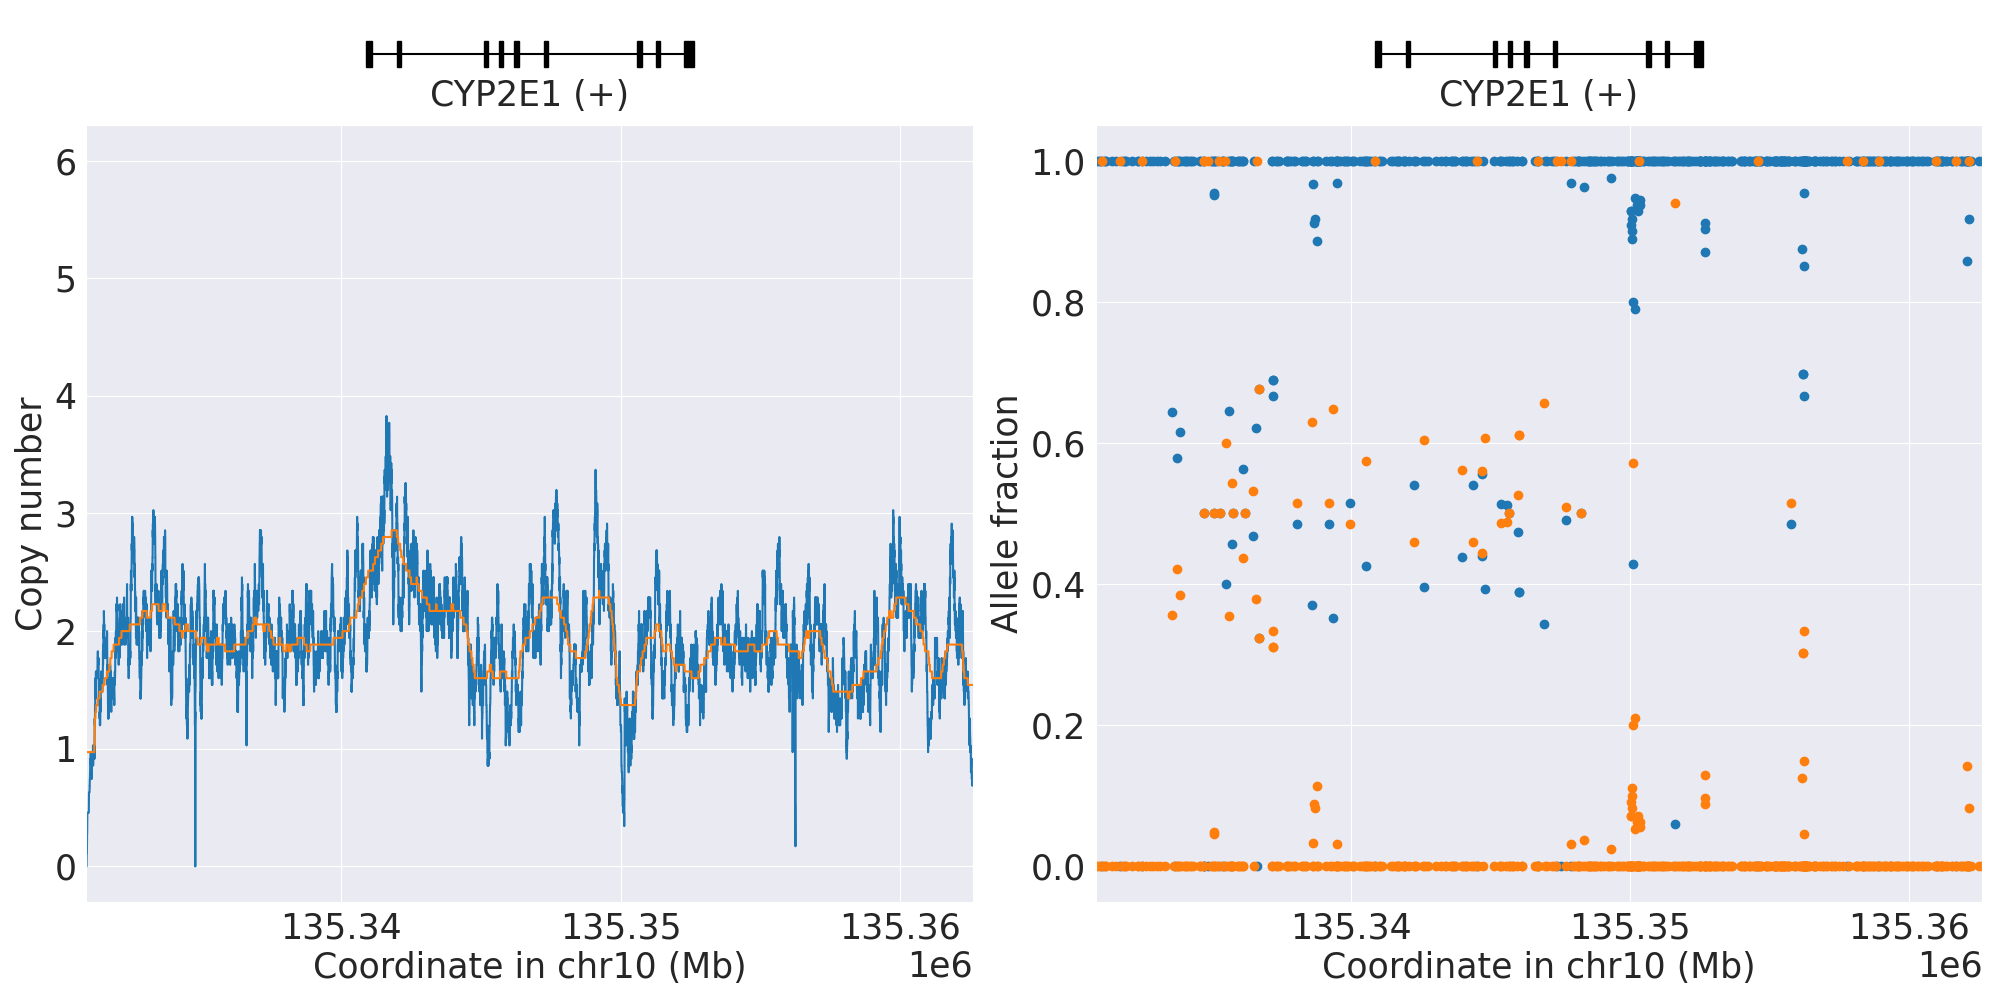 CYP2E1 (+)
6
5
4
3
2
1
0
Copy number
135.34 135.35 135.36
Coordinate in chr10 (Mb)
1e6
CYP2E1 (+)
1.0
0.8
0.6
0.4
0.2
0.0
Allele fraction
135.34 135.35 135.36
Coordinate in chr10 (Mb)
1e6